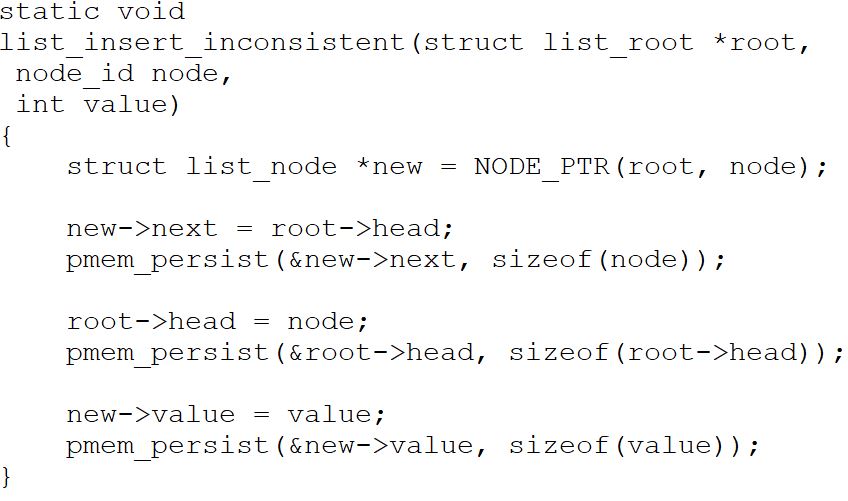 static void
list_insert_inconsistent(struct list_root *root,
 node_id node,
 int value)
{
    struct list_node *new = NODE_PTR(root, node);

    new->next = root->head;
    pmem_persist(&new->next, sizeof(node));

    root->head = node;
    pmem_persist(&root->head, sizeof(root->head));

    new->value = value;
    pmem_persist(&new->value, sizeof(value));
}